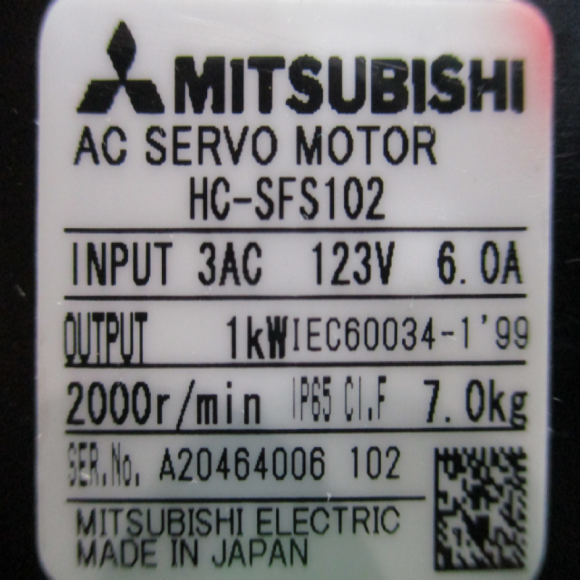 MITSUBISHI
AC SERVO MOTOR
HC-SFS102
INPUT 3AC 123V 6.0A
OUTPUT 1kW IEC60034-1'99
2000r/min IP65 Cl.F 7.0kg
SER.No. A20464006 102
MITSUBISHI ELECTRIC
MADE IN JAPAN